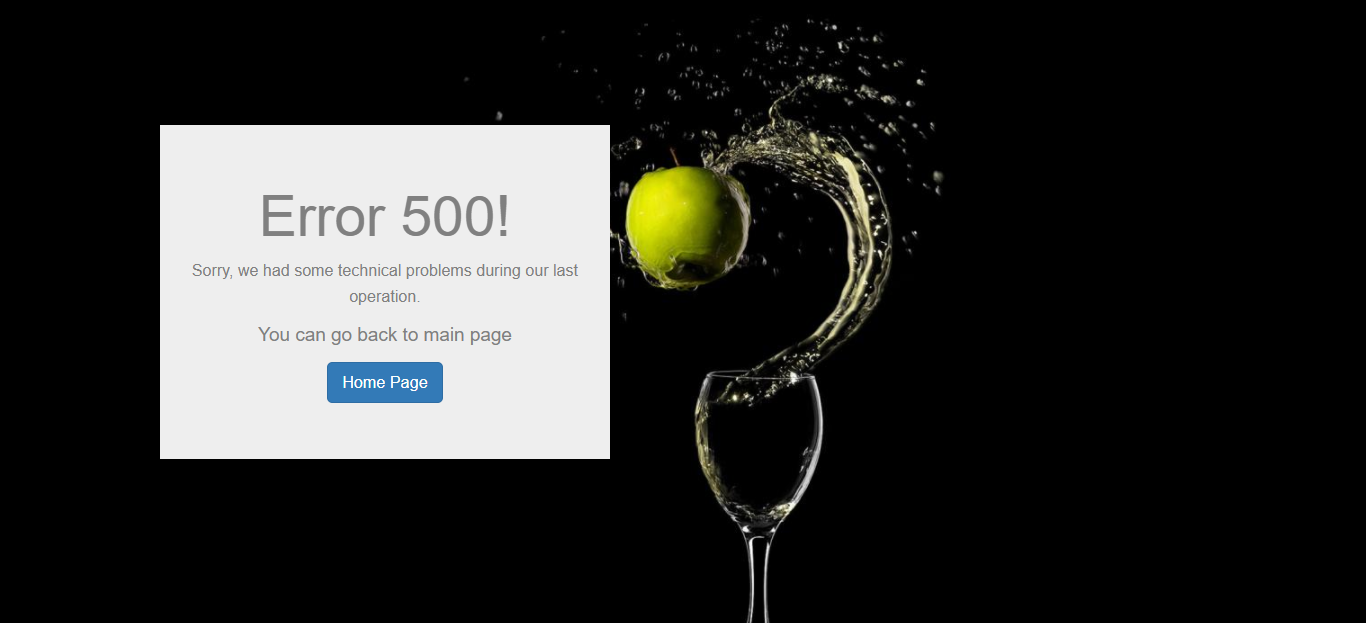 Error 500!
Sorry, we had some technical problems during our last
operation.
You can go back to main page
Home Page